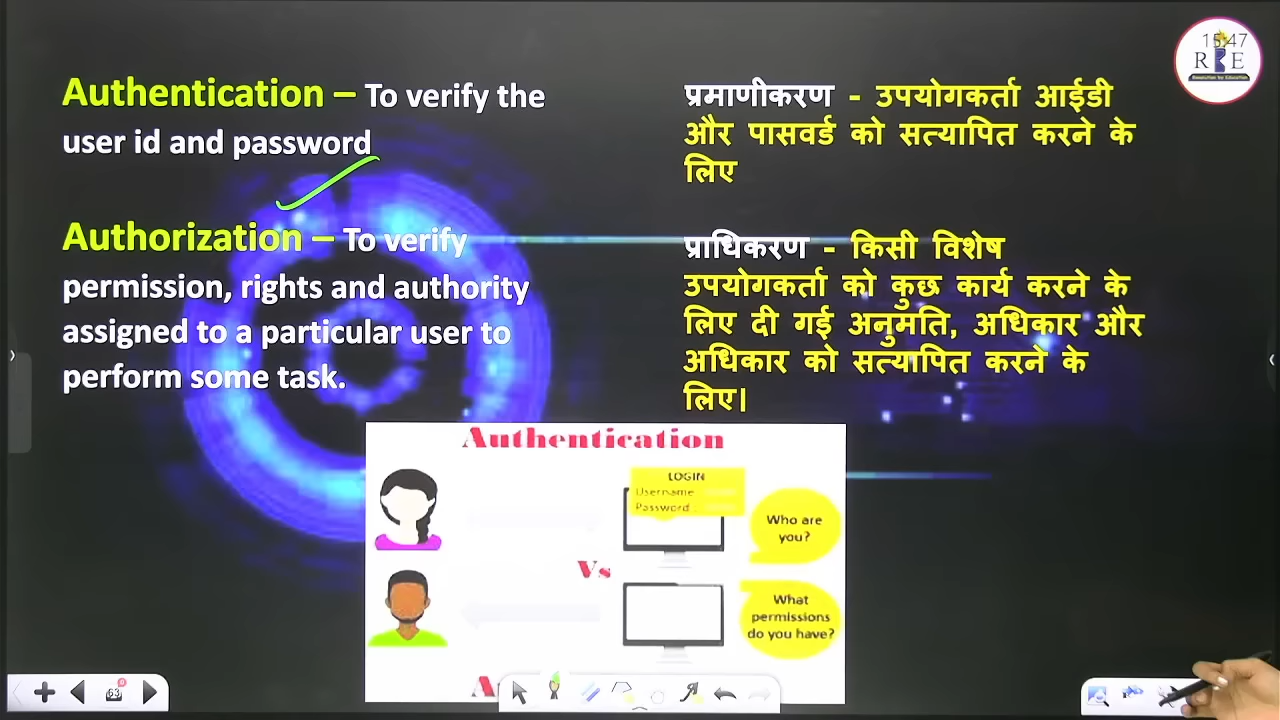 15:47
R E
Authentication – To verify the
user id and password
Authorization – To verify
permission, rights and authority
assigned to a particular user to
perform some task.
प्रमाणीकरण - उपयोगकर्ता आईडी
और पासवर्ड को सत्यापित करने के
लिए
प्राधिकरण - किसी विशेष
उपयोगकर्ता को कुछ कार्य करने के
लिए दी गई अनुमति, अधिकार और
अधिकार को सत्यापित करने के
लिए।
Authentication
LOGIN
Username
Password
Who are
you?
Vs
What
permissions
do you have?
63